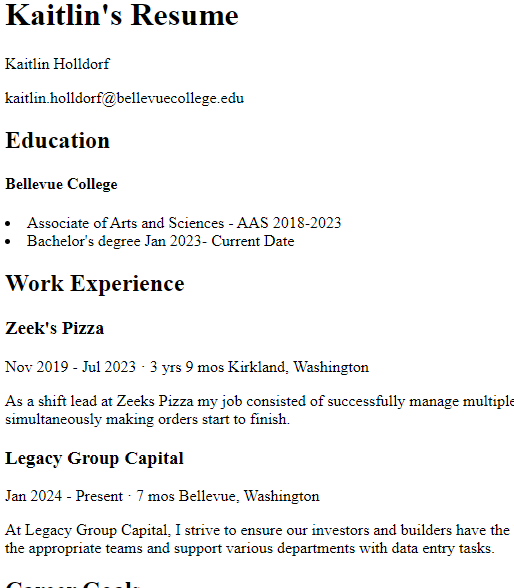 Kaitlin's Resume
Kaitlin Holldorf
kaitlin.holldorf@bellevuecollege.edu
Education
Bellevue College
• Associate of Arts and Sciences - AAS 2018-2023
• Bachelor's degree Jan 2023- Current Date
Work Experience
Zeek's Pizza
Nov 2019 - Jul 2023 · 3 yrs 9 mos Kirkland, Washington
As a shift lead at Zeeks Pizza my job consisted of successfully manage multiple
simultaneously making orders start to finish.
Legacy Group Capital
Jan 2024 - Present · 7 mos Bellevue, Washington
At Legacy Group Capital, I strive to ensure our investors and builders have the
the appropriate teams and support various departments with data entry tasks.
Career Goals